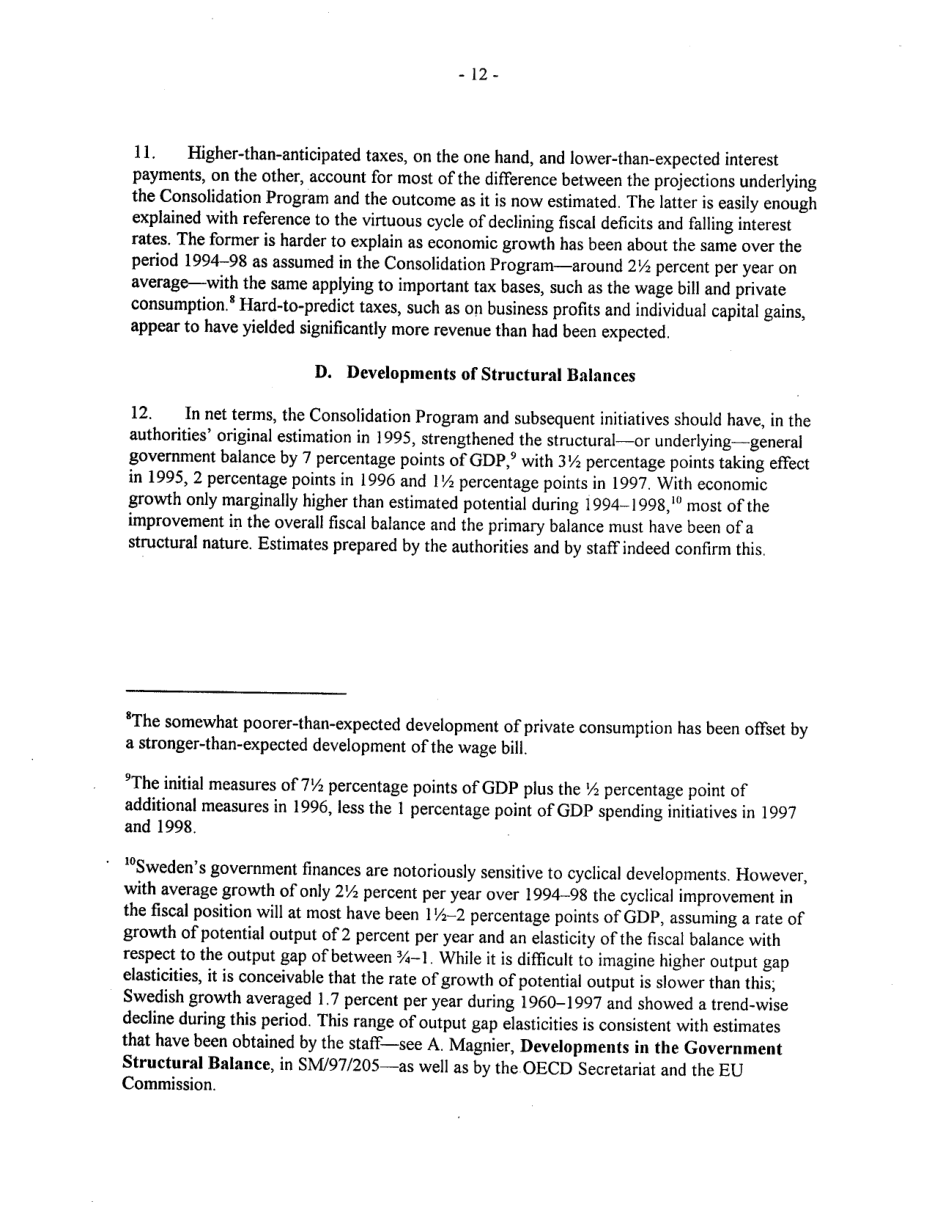 - 12 -
11. Higher-than-anticipated taxes, on the one hand, and lower-than-expected interest
payments, on the other, account for most of the difference between the projections underlying
the Consolidation Program and the outcome as it is now estimated. The latter is easily enough
explained with reference to the virtuous cycle of declining fiscal deficits and falling interest
rates. The former is harder to explain as economic growth has been about the same over the
period 1994–98 as assumed in the Consolidation Program—around 2½ percent per year on
average—with the same applying to important tax bases, such as the wage bill and private
consumption.⁸ Hard-to-predict taxes, such as on business profits and individual capital gains,
appear to have yielded significantly more revenue than had been expected.
D. Developments of Structural Balances
12. In net terms, the Consolidation Program and subsequent initiatives should have, in the
authorities' original estimation in 1995, strengthened the structural—or underlying—general
government balance by 7 percentage points of GDP,⁹ with 3½ percentage points taking effect
in 1995, 2 percentage points in 1996 and 1½ percentage points in 1997. With economic
growth only marginally higher than estimated potential during 1994–1998,¹⁰ most of the
improvement in the overall fiscal balance and the primary balance must have been of a
structural nature. Estimates prepared by the authorities and by staff indeed confirm this.
⁸The somewhat poorer-than-expected development of private consumption has been offset by
a stronger-than-expected development of the wage bill.
⁹The initial measures of 7½ percentage points of GDP plus the ½ percentage point of
additional measures in 1996, less the 1 percentage point of GDP spending initiatives in 1997
and 1998.
¹⁰Sweden's government finances are notoriously sensitive to cyclical developments. However,
with average growth of only 2½ percent per year over 1994–98 the cyclical improvement in
the fiscal position will at most have been 1½–2 percentage points of GDP, assuming a rate of
growth of potential output of 2 percent per year and an elasticity of the fiscal balance with
respect to the output gap of between ¾–1. While it is difficult to imagine higher output gap
elasticities, it is conceivable that the rate of growth of potential output is slower than this;
Swedish growth averaged 1.7 percent per year during 1960–1997 and showed a trend-wise
decline during this period. This range of output gap elasticities is consistent with estimates
that have been obtained by the staff—see A. Magnier, Developments in the Government
Structural Balance, in SM/97/205—as well as by the OECD Secretariat and the EU
Commission.